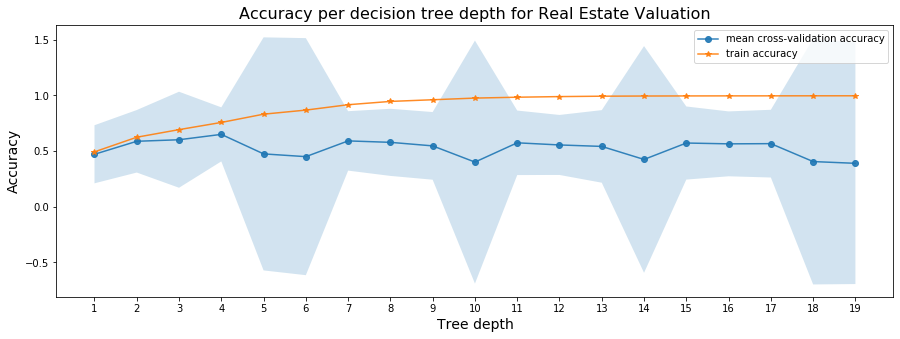 Accuracy per decision tree depth for Real Estate Valuation
mean cross-validation accuracy
train accuracy
Accuracy
1.5
1.0
0.5
0.0
−0.5
1 2 3 4 5 6 7 8 9 10 11 12 13 14 15 16 17 18 19
Tree depth